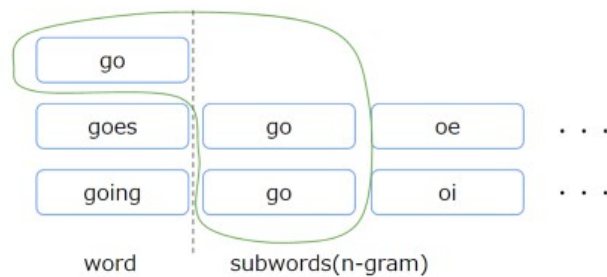 go
goes go oe . . .
going go oi . . .
word subwords(n-gram)